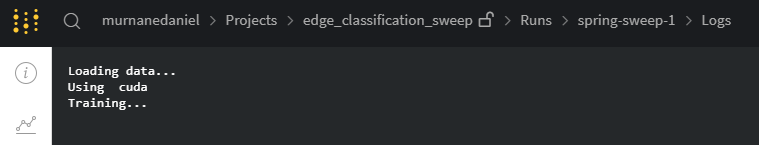 murnanedaniel > Projects > edge_classification_sweep > Runs > spring-sweep-1 > Logs
Loading data...
Using  cuda
Training...